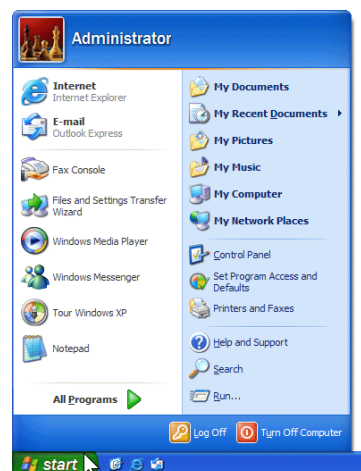 Administrator
Internet
Internet Explorer
E-mail
Outlook Express
Fax Console
Files and Settings Transfer
Wizard
Windows Media Player
Windows Messenger
Tour Windows XP
Notepad
All Programs
My Documents
My Recent Documents
My Pictures
My Music
My Computer
My Network Places
Control Panel
Set Program Access and
Defaults
Printers and Faxes
Help and Support
Search
Run...
Log Off
Turn Off Computer
start